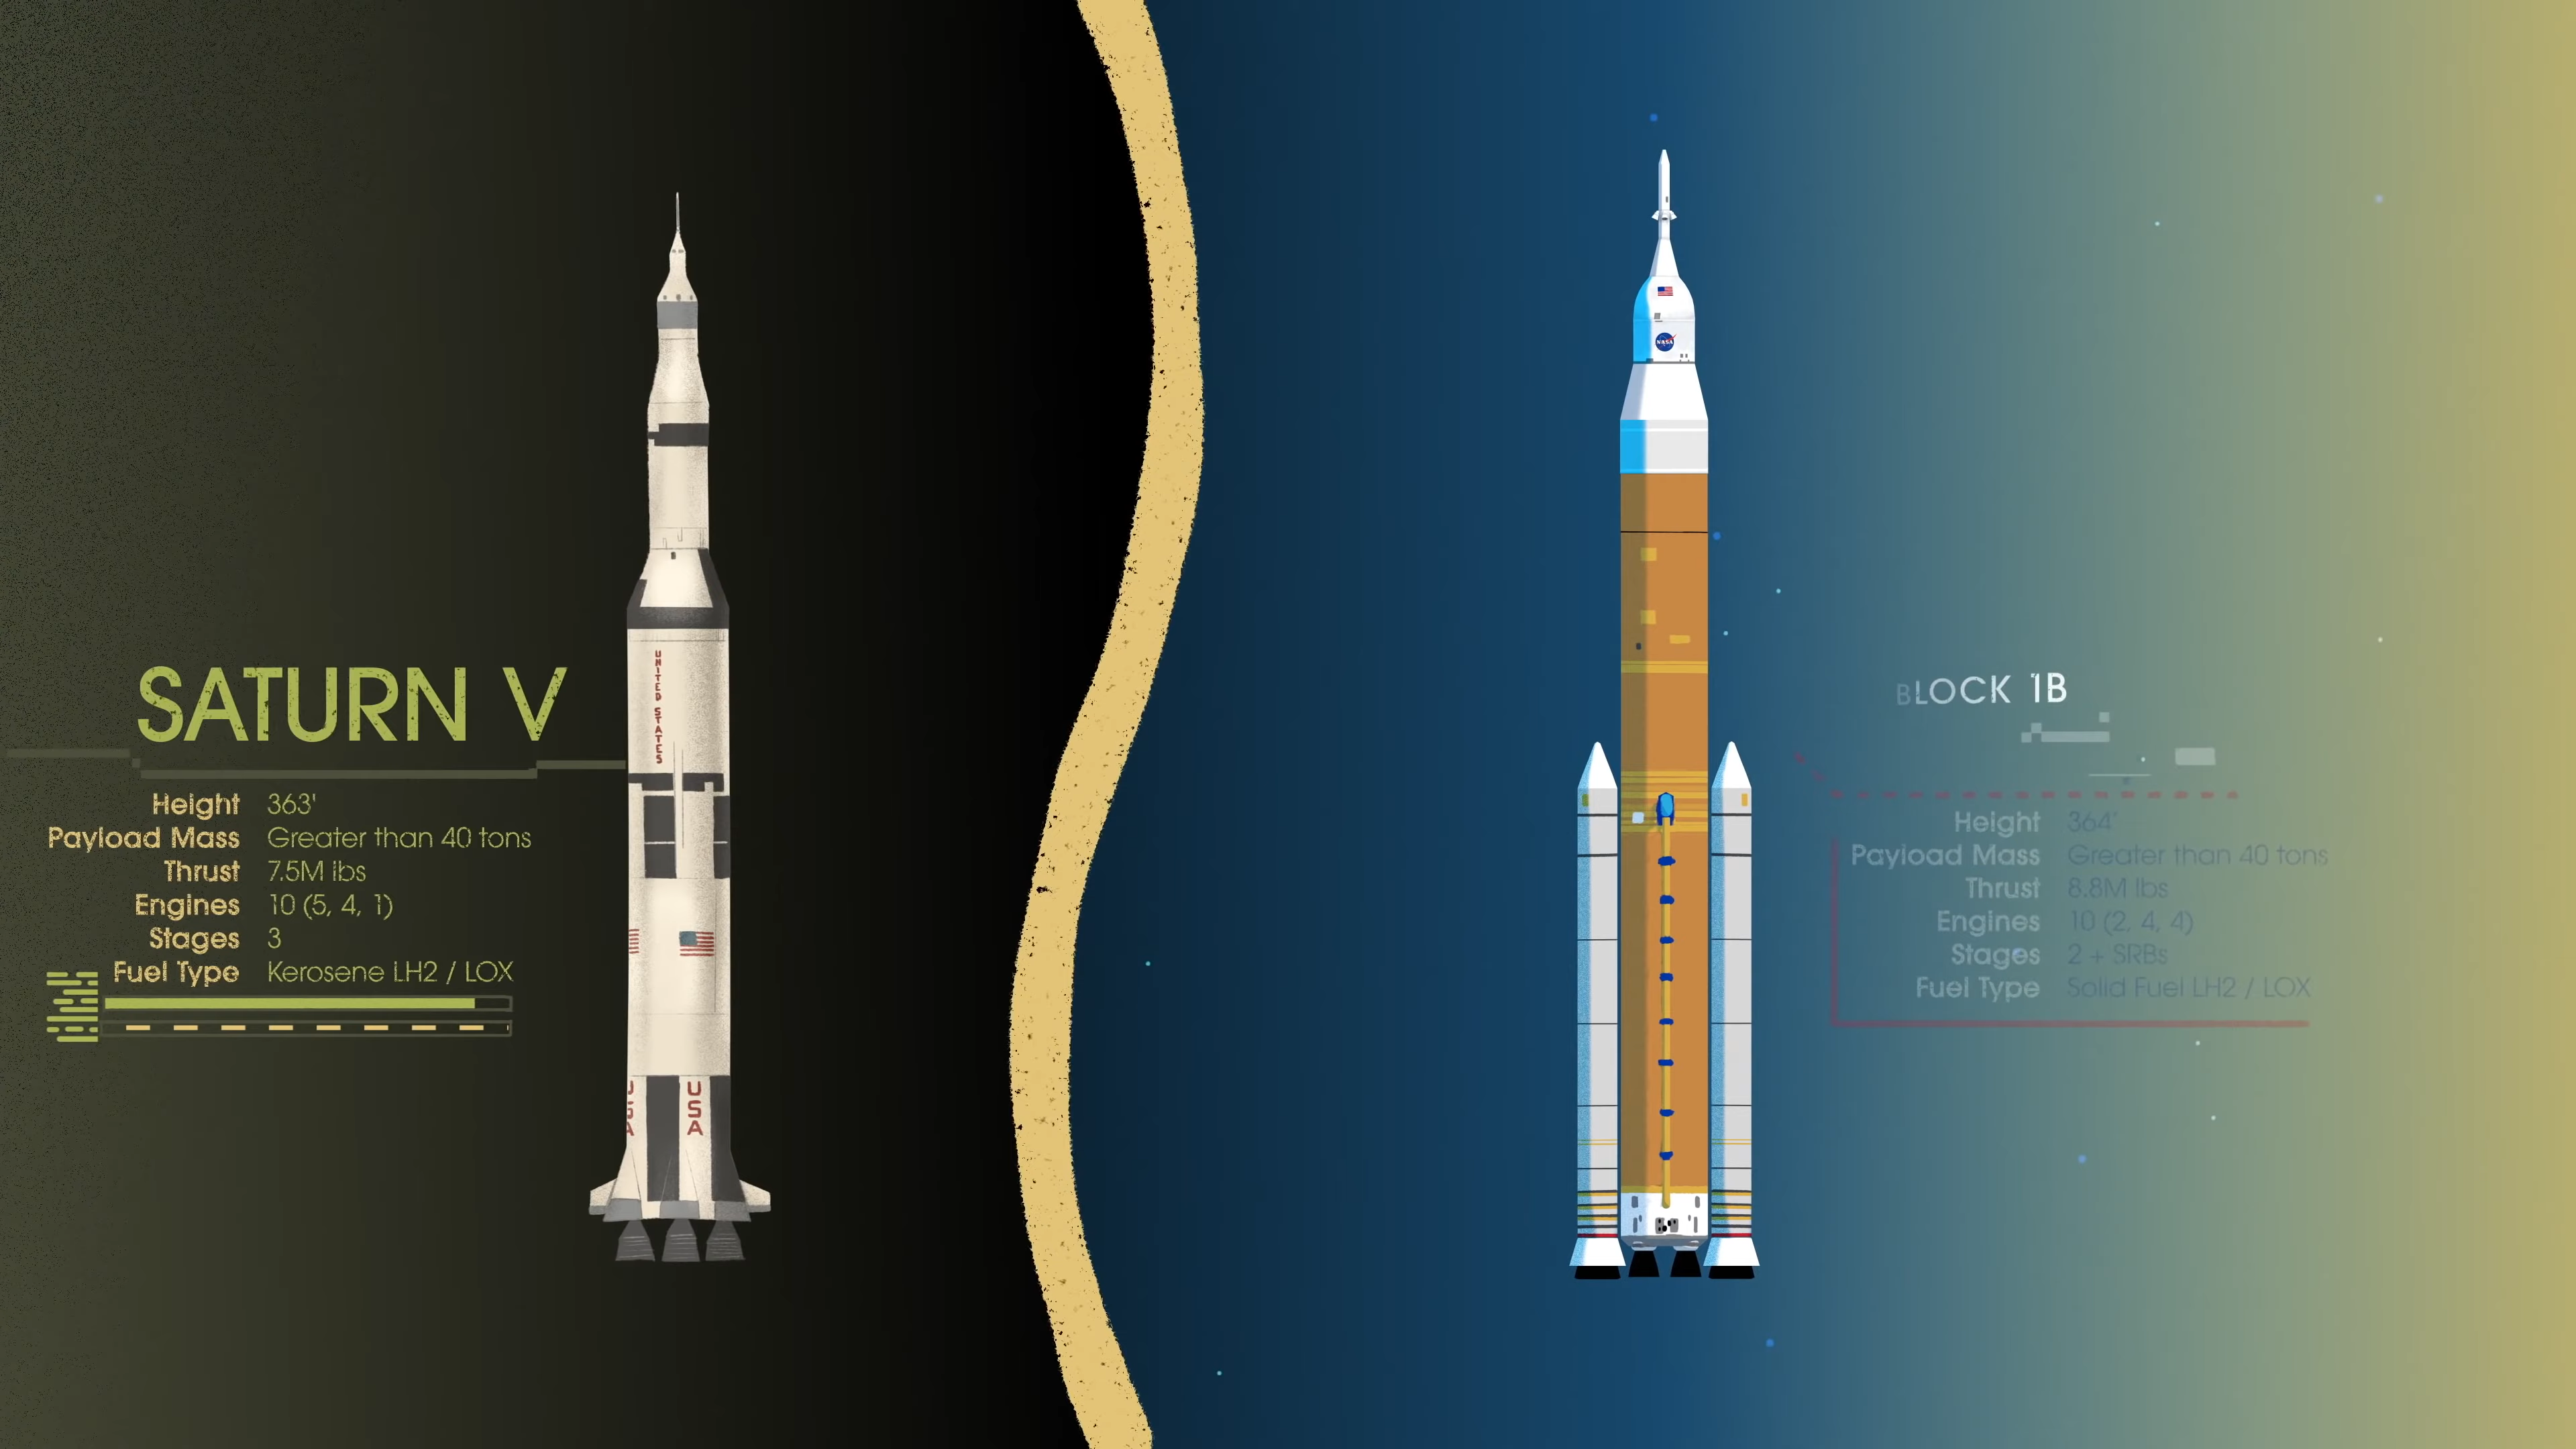 SATURN V
Height 363'
Payload Mass Greater than 40 tons
Thrust 7.5M lbs
Engines 10 (5, 4, 1)
Stages 3
Fuel Type Kerosene LH2 / LOX
UNITED STATES
USA
USA
NASA
BLOCK 1B
Height 364'
Payload Mass Greater than 40 tons
Thrust 8.8M lbs
Engines 10 (2, 4, 4)
Stages 2 + SRBs
Fuel Type Solid Fuel LH2 / LOX